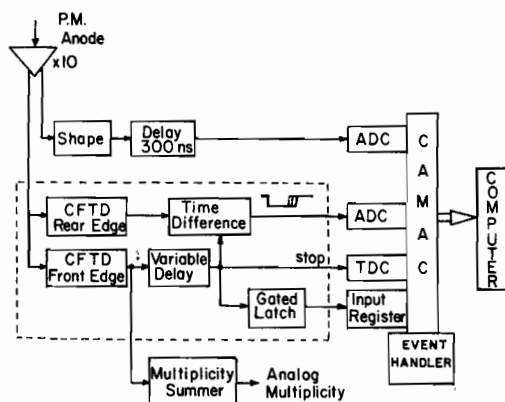 P.M.
Anode
x10
Shape
Delay
300 ns
ADC
CAMAC
COMPUTER
CFTD
Rear Edge
Time
Difference
ADC
CFTD
Front Edge
Variable
Delay
stop
TDC
Gated
Latch
Input
Register
EVENT
HANDLER
Multiplicity
Summer
Analog
Multiplicity